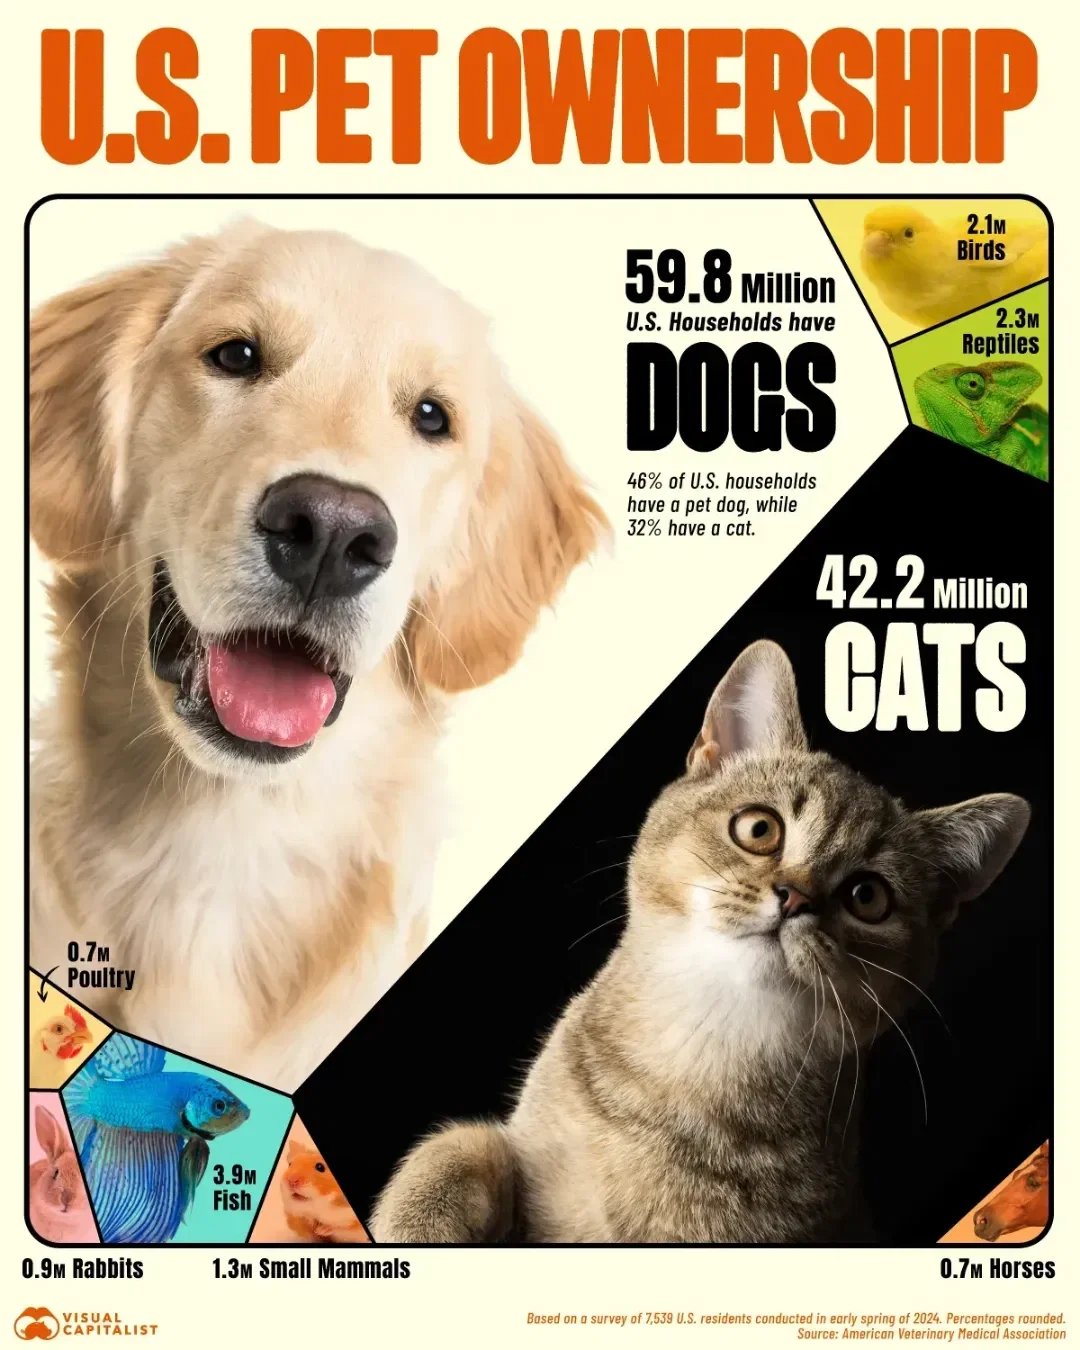 U.S. PET OWNERSHIP
59.8 Million
U.S. Households have
DOGS
46% of U.S. households
have a pet dog, while
32% have a cat.
2.1M
Birds
2.3M
Reptiles
42.2 Million
CATS
0.7M
Poultry
3.9M
Fish
0.9M Rabbits
1.3M Small Mammals
0.7M Horses
VISUAL
CAPITALIST
Based on a survey of 7,539 U.S. residents conducted in early spring of 2024. Percentages rounded.
Source: American Veterinary Medical Association